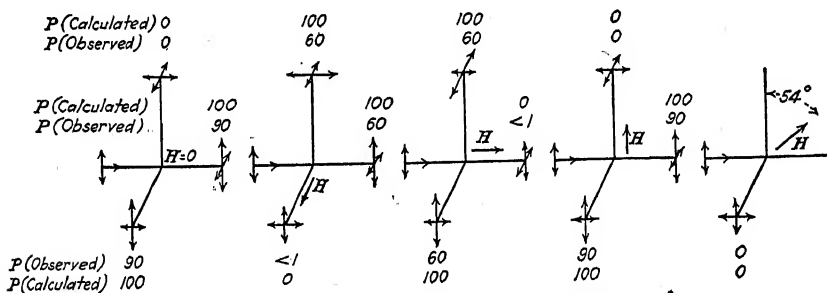 P (Calculated) 0 100 100 0
P (Observed) 0 60 60 0
P (Calculated) 100 100 0 100
P (Observed) 90 60 <1 90
54°
H=0 H H H H
P (Observed) 90 <1 60 90 0
P (Calculated) 100 0 100 100 0